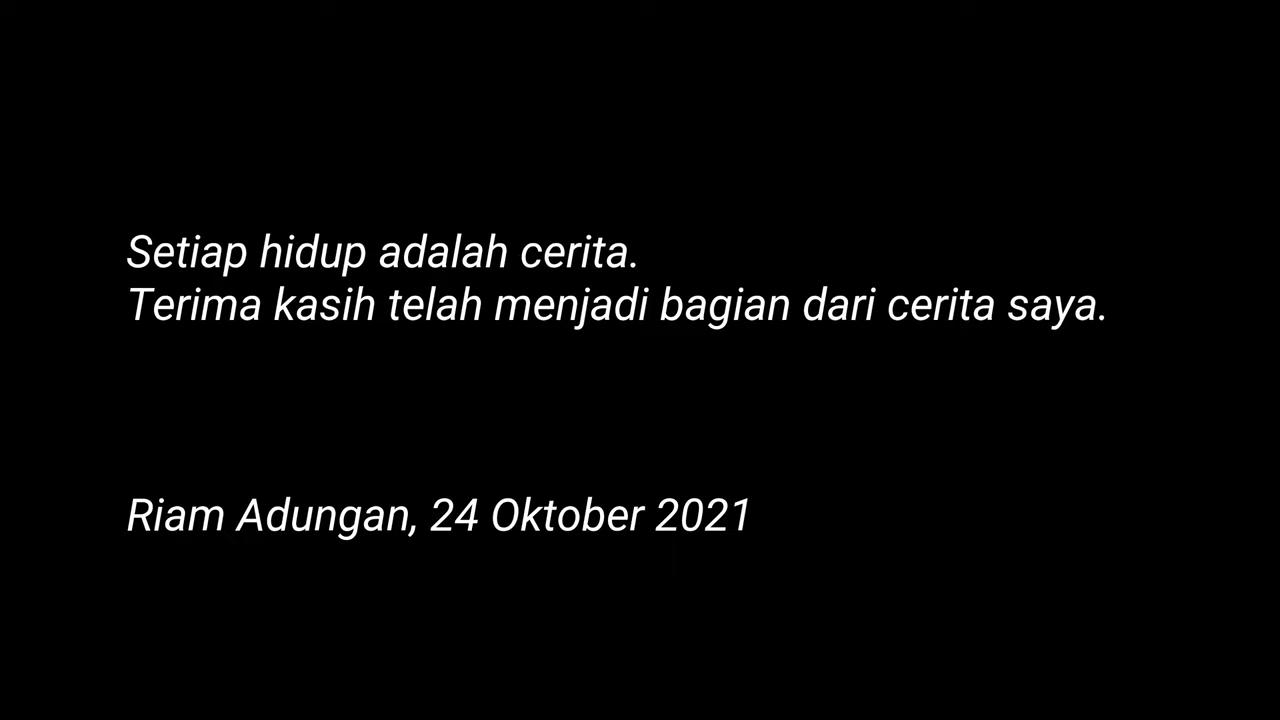 Setiap hidup adalah cerita.
Terima kasih telah menjadi bagian dari cerita saya.
Riam Adungan, 24 Oktober 2021